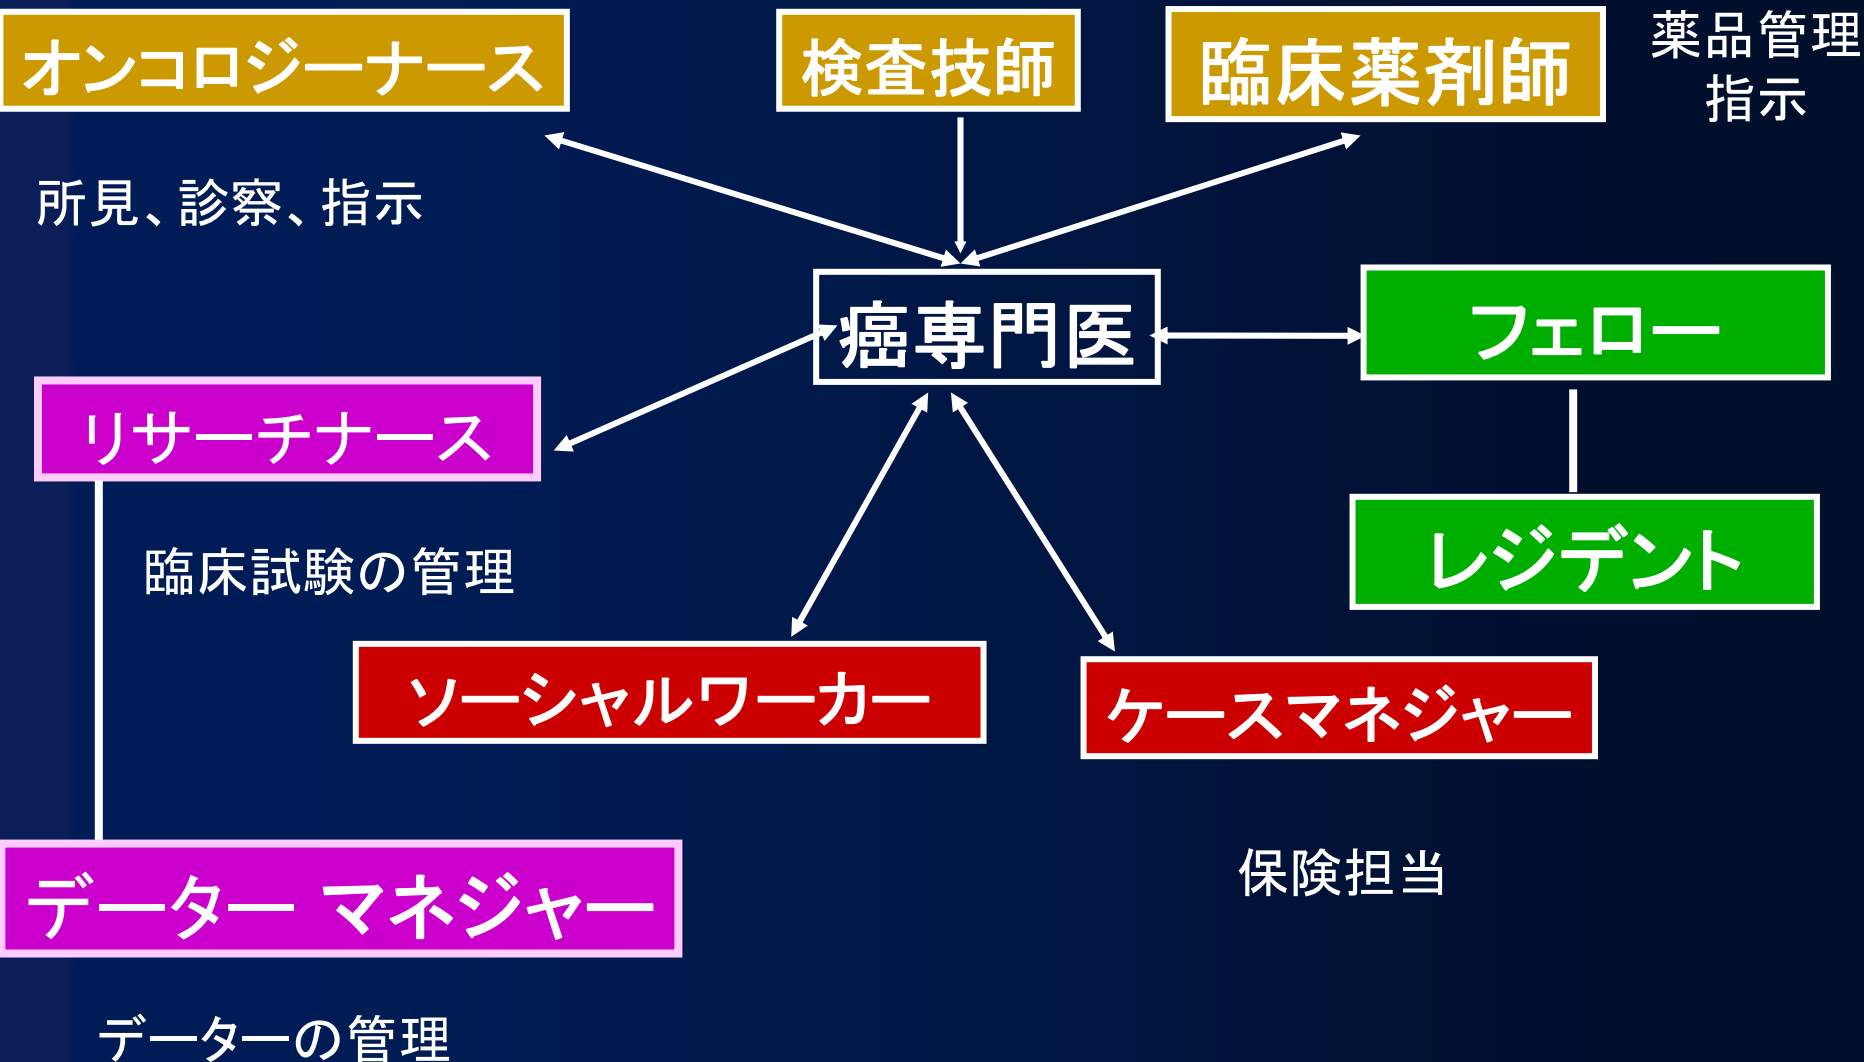 オンコロジーナース
検査技師
臨床薬剤師
薬品管理
指示
所見、診察、指示
癌専門医
フェロー
リサーチナース
臨床試験の管理
レジデント
ソーシャルワーカー
ケースマネジャー
保険担当
データー マネジャー
データーの管理